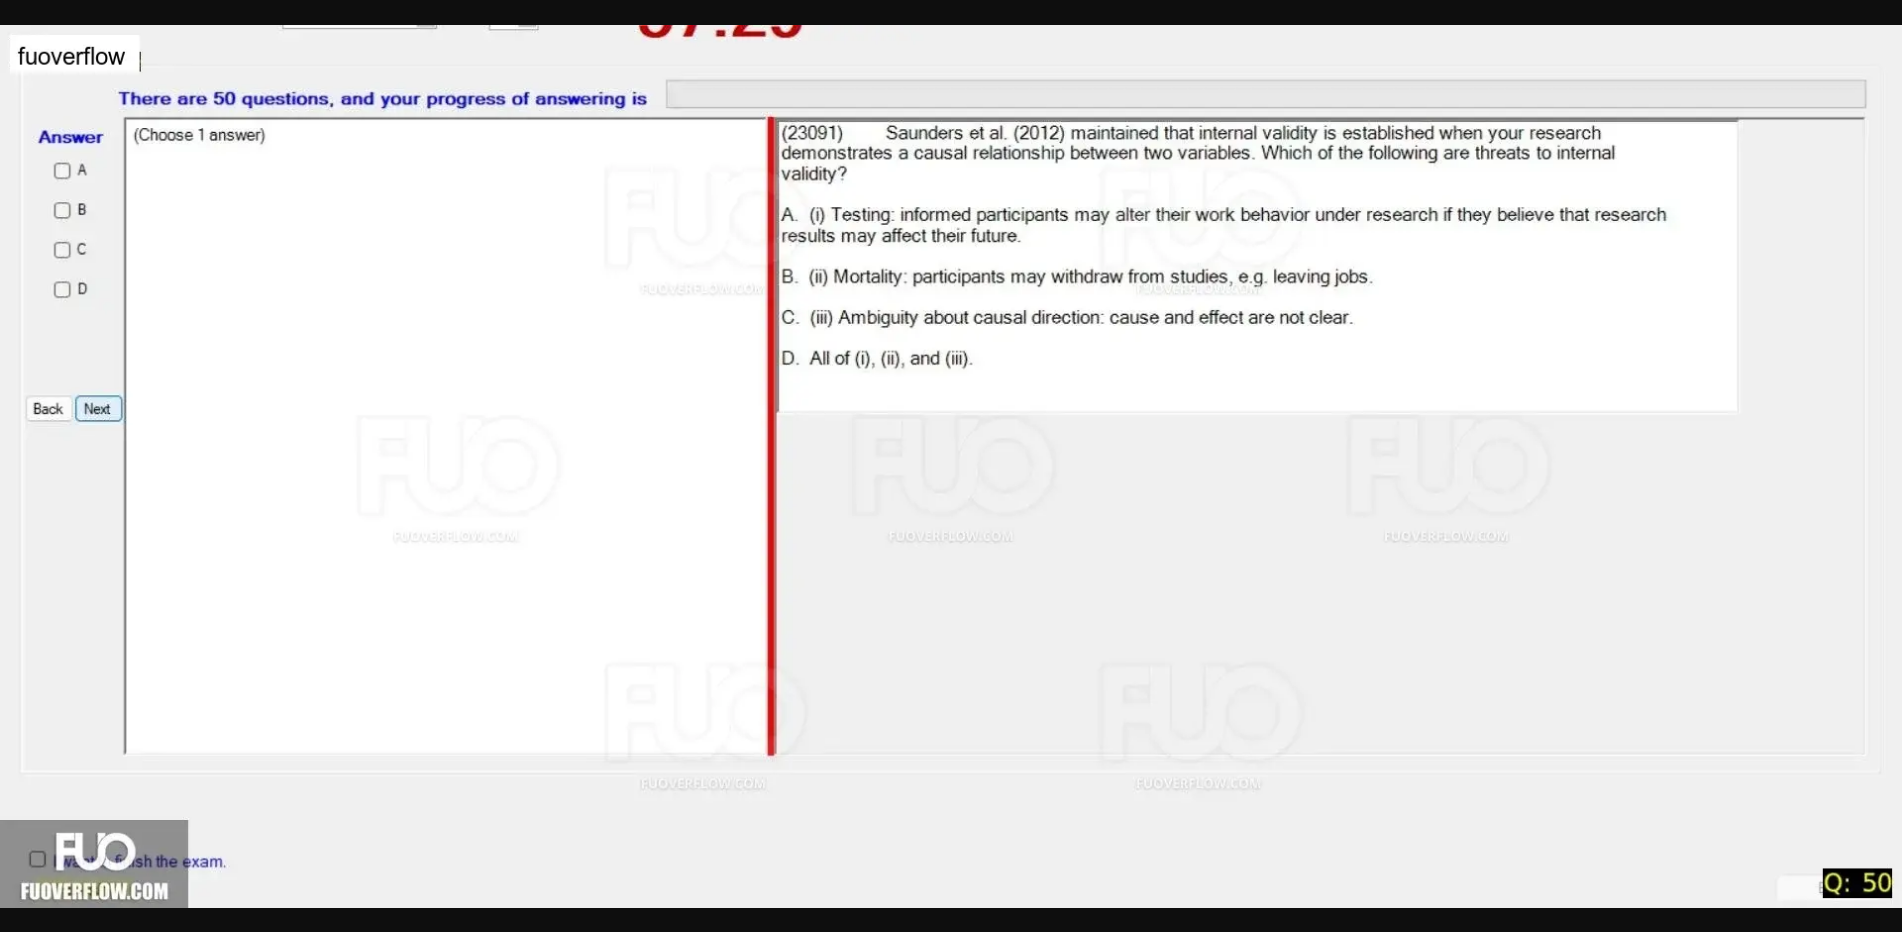 fuoverflow
There are 50 questions, and your progress of answering is
Answer
(Choose 1 answer)
A
B
C
D
Back
Next
(23091) Saunders et al. (2012) maintained that internal validity is established when your research
demonstrates a causal relationship between two variables. Which of the following are threats to internal
validity?
A. (i) Testing: informed participants may alter their work behavior under research if they believe that research
results may affect their future.
B. (ii) Mortality: participants may withdraw from studies, e.g. leaving jobs.
C. (iii) Ambiguity about causal direction: cause and effect are not clear.
D. All of (i), (ii), and (iii).
FUO
FUOVERFLOW.COM
FUO
FUOVERFLOW.COM
FUO
FUOVERFLOW.COM
FUO
FUOVERFLOW.COM
FUO
FUOVERFLOW.COM
FUO
FUOVERFLOW.COM
FUO
FUOVERFLOW.COM
the exam.
FUO
FUOVERFLOW.COM
Q: 50